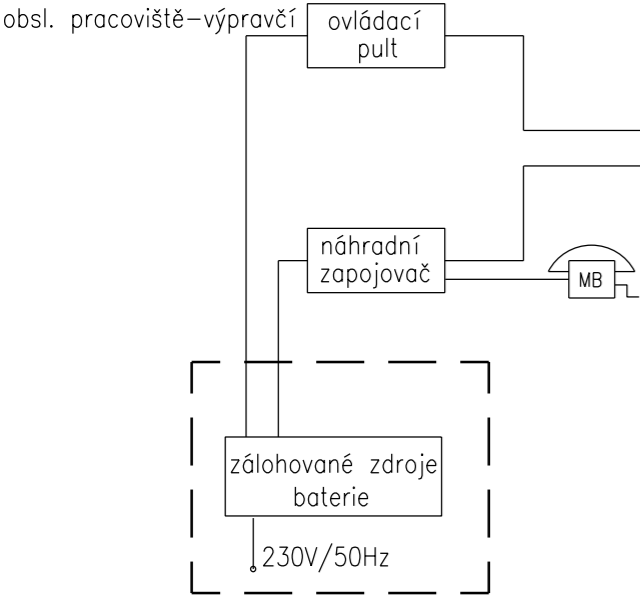 obsl. pracoviště-výpravčí
ovládací
pult
náhradní
zapojovač
MB
zálohované zdroje
baterie
230V/50Hz